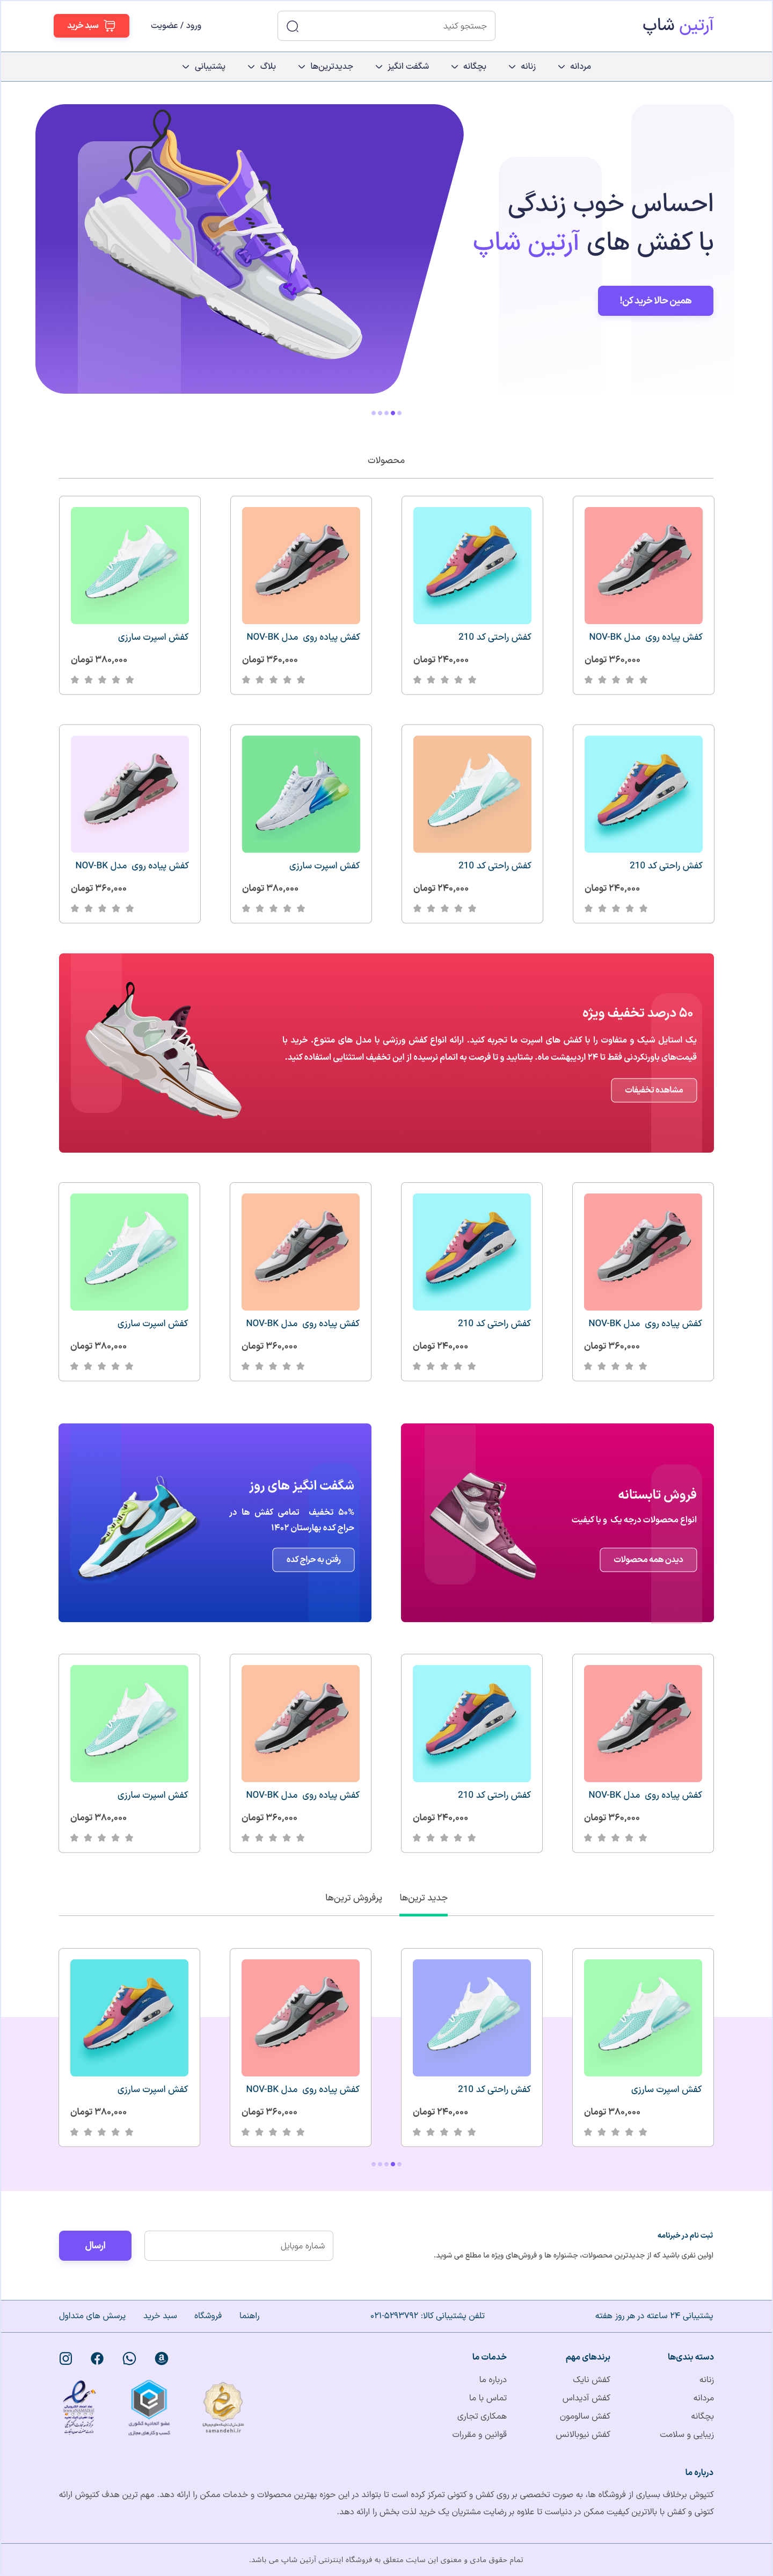 آرتین شاپ
جستجو کنید
ورود / عضویت
سبد خرید
مردانه
زنانه
بچگانه
شگفت انگیز
جدیدترین‌ها
بلاگ
پشتیبانی
احساس خوب زندگی
با کفش های آرتین شاپ
همین حالا خرید کن!
محصولات
کفش پیاده روی مدل NOV-BK
۳۶۰,۰۰۰ تومان
کفش راحتی کد 210
۲۴۰,۰۰۰ تومان
کفش پیاده روی مدل NOV-BK
۳۶۰,۰۰۰ تومان
کفش اسپرت سارزی
۳۸۰,۰۰۰ تومان
کفش راحتی کد 210
۲۴۰,۰۰۰ تومان
کفش راحتی کد 210
۲۴۰,۰۰۰ تومان
کفش اسپرت سارزی
۳۸۰,۰۰۰ تومان
کفش پیاده روی مدل NOV-BK
۳۶۰,۰۰۰ تومان
۵۰ درصد تخفیف ویژه
یک استایل شیک و متفاوت را با کفش های اسپرت ما تجربه کنید. ارائه انواع کفش ورزشی با مدل های متنوع. خرید با
قیمت‌های باورنکردنی فقط تا ۲۴ اردیبهشت ماه. بشتابید و تا فرصت به اتمام نرسیده از این تخفیف استثنایی استفاده کنید.
مشاهده تخفیفات
کفش پیاده روی مدل NOV-BK
۳۶۰,۰۰۰ تومان
کفش راحتی کد 210
۲۴۰,۰۰۰ تومان
کفش پیاده روی مدل NOV-BK
۳۶۰,۰۰۰ تومان
کفش اسپرت سارزی
۳۸۰,۰۰۰ تومان
فروش تابستانه
انواع محصولات درجه یک و با کیفیت
دیدن همه محصولات
شگفت انگیز های روز
۵۰% تخفیف تمامی کفش ها در
حراج کده بهارستان ۱۴۰۲
رفتن به حراج کده
کفش پیاده روی مدل NOV-BK
۳۶۰,۰۰۰ تومان
کفش راحتی کد 210
۲۴۰,۰۰۰ تومان
کفش پیاده روی مدل NOV-BK
۳۶۰,۰۰۰ تومان
کفش اسپرت سارزی
۳۸۰,۰۰۰ تومان
جدید ترین‌ها
پرفروش ترین‌ها
کفش اسپرت سارزی
۳۸۰,۰۰۰ تومان
کفش راحتی کد 210
۲۴۰,۰۰۰ تومان
کفش پیاده روی مدل NOV-BK
۳۶۰,۰۰۰ تومان
کفش اسپرت سارزی
۳۸۰,۰۰۰ تومان
ثبت نام در خبرنامه
اولین نفری باشید که از جدیدترین محصولات، جشنواره ها و فروش‌های ویژه ما مطلع می شوید.
شماره موبایل
ارسال
پشتیبانی ۲۴ ساعته در هر روز هفته
تلفن پشتیبانی کالا: ۵۲۹۳۷۹۲-۰۲۱
راهنما
فروشگاه
سبد خرید
پرسش های متداول
دسته بندی‌ها
زنانه
مردانه
بچگانه
زیبایی و سلامت
برندهای مهم
کفش نایک
کفش آدیداس
کفش سالومون
کفش نیوبالانس
خدمات ما
درباره ما
تماس با ما
همکاری تجاری
قوانین و مقررات
samandehi.ir
عضو اتحادیه کشوری
کسب و کارهای مجازی
درباره ما
کتیوش برخلاف بسیاری از فروشگاه ها، به صورت تخصصی بر روی کفش و کتونی تمرکز کرده است تا بتواند در این حوزه بهترین محصولات و خدمات ممکن را ارائه دهد. مهم ترین هدف کتیوش ارائه
کتونی و کفش با بالاترین کیفیت ممکن در دنیاست تا علاوه بر رضایت مشتریان یک خرید لذت بخش را ارائه دهد.
تمام حقوق مادی و معنوی این سایت متعلق به فروشگاه اینترنتی آرتین شاپ می باشد.